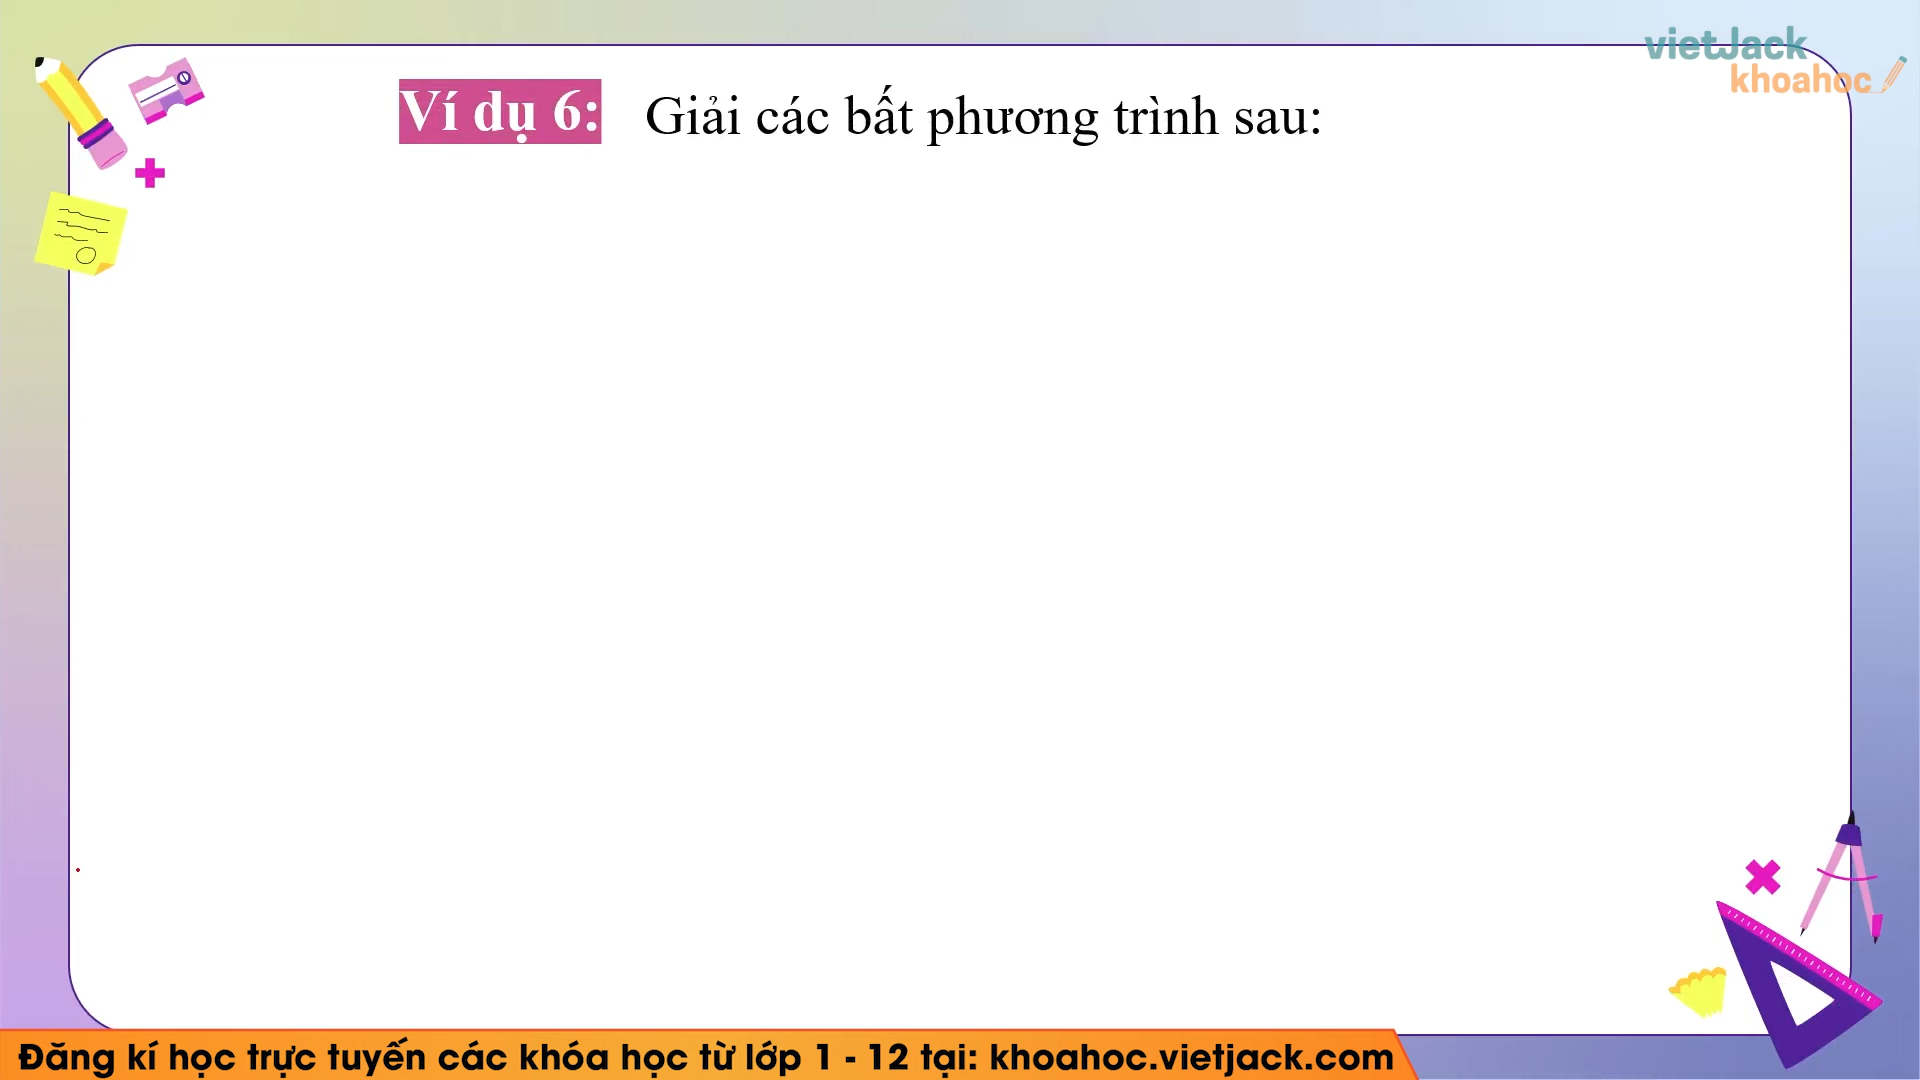 vietJack
khoahoc
Ví dụ 6: Giải các bất phương trình sau:
Đăng kí học trực tuyến các khóa học từ lớp 1 - 12 tại: khoahoc.vietjack.com